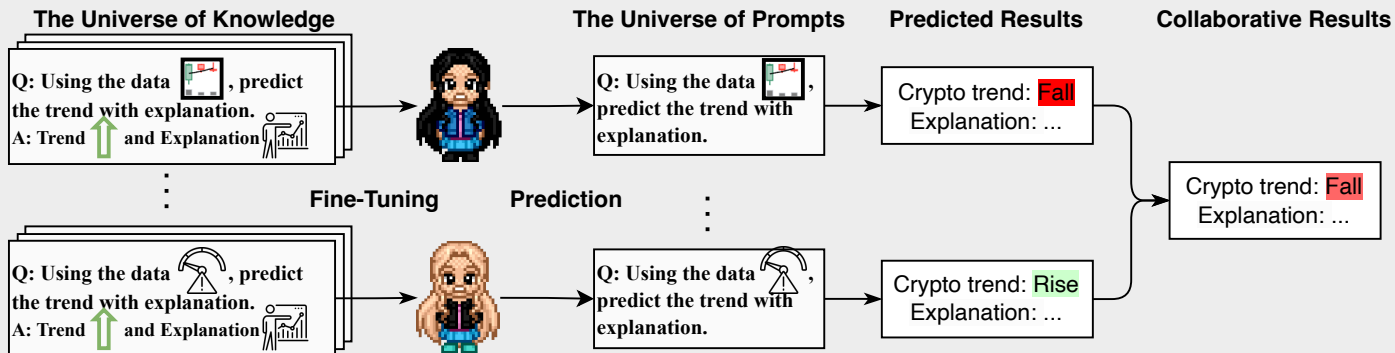 The Universe of Knowledge
The Universe of Prompts
Predicted Results
Collaborative Results
Q: Using the data , predict
the trend with explanation.
A: Trend and Explanation
Q: Using the data ,
predict the trend with
explanation.
Crypto trend: Fall
Explanation: ...
Crypto trend: Fall
Explanation: ...
Fine-Tuning
Prediction
Q: Using the data , predict
the trend with explanation.
A: Trend and Explanation
Q: Using the data ,
predict the trend with
explanation.
Crypto trend: Rise
Explanation: ...